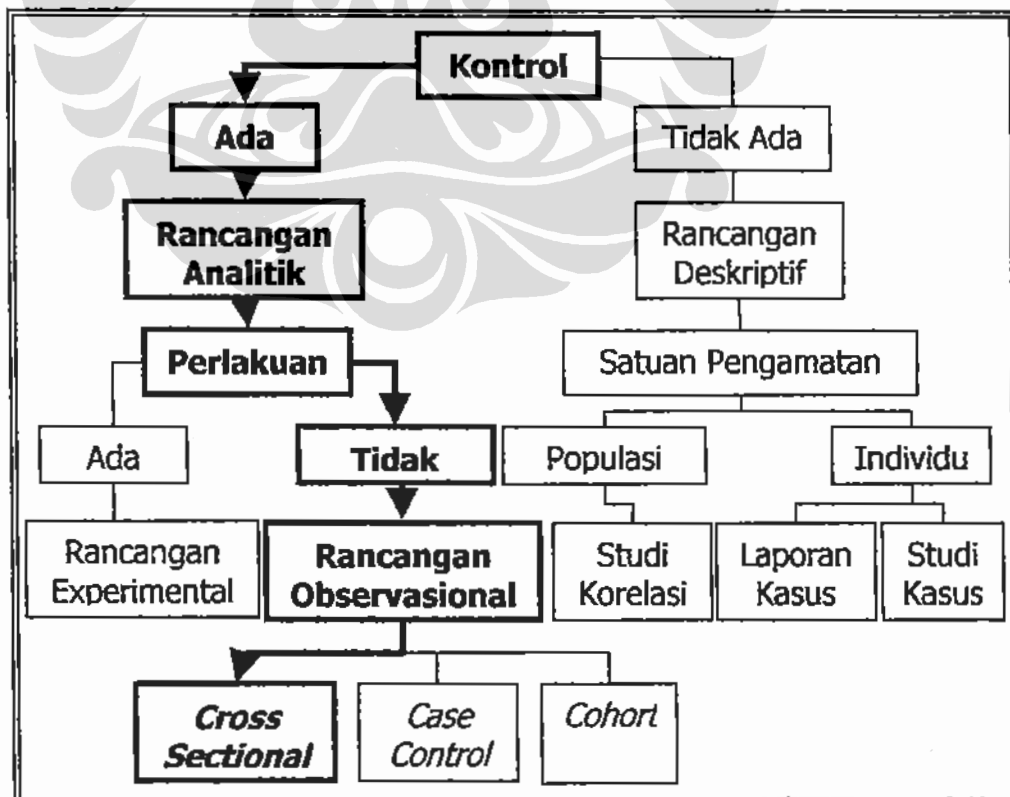 Kontrol
Ada
Tidak Ada
Rancangan
Analitik
Rancangan
Deskriptif
Perlakuan
Satuan Pengamatan
Ada
Tidak
Populasi
Individu
Rancangan
Experimental
Rancangan
Observasional
Studi
Korelasi
Laporan
Kasus
Studi
Kasus
Cross
Sectional
Case
Control
Cohort